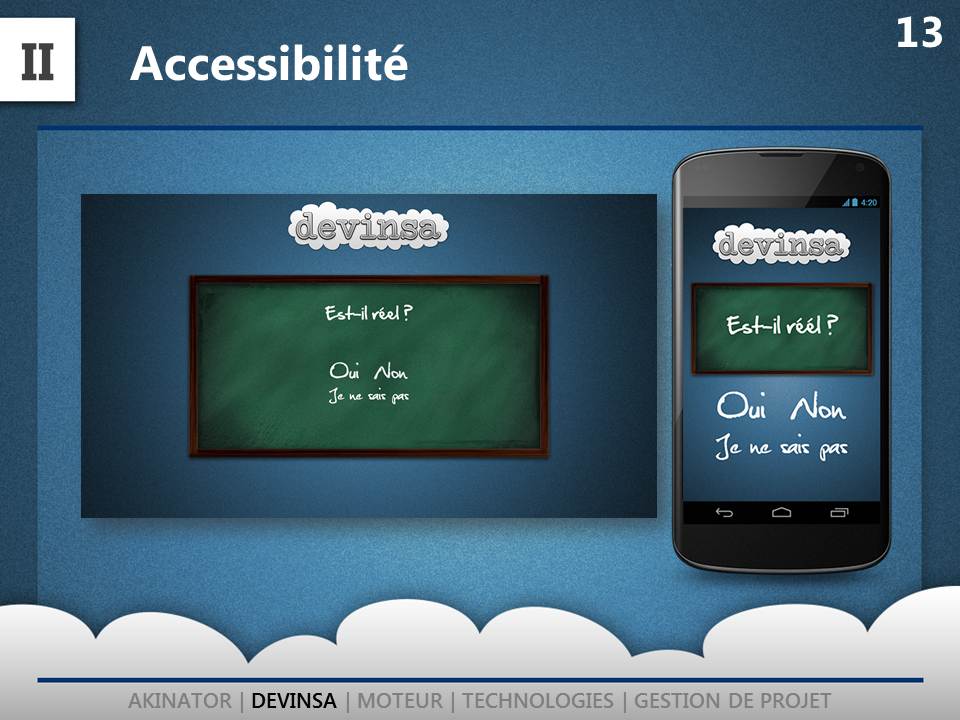 II
Accessibilité
13
devinsa
Est-il réel ?
Oui Non
Je ne sais pas
4:20
devinsa
Est-il réél ?
Oui Non
Je ne sais pas
AKINATOR | DEVINSA | MOTEUR | TECHNOLOGIES | GESTION DE PROJET